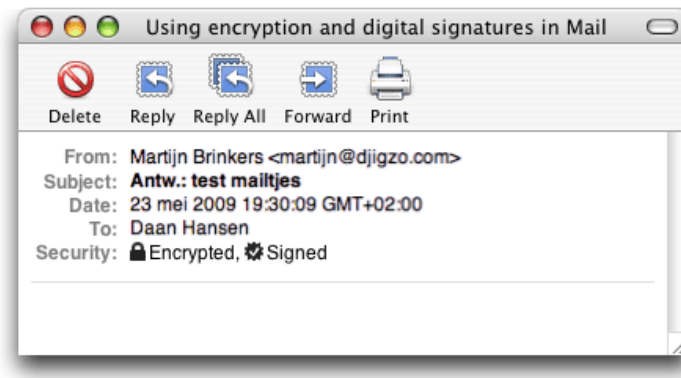 Using encryption and digital signatures in Mail
Delete Reply Reply All Forward Print
From: Martijn Brinkers <martijn@djigzo.com>
Subject: Antw.: test mailtjes
Date: 23 mei 2009 19:30:09 GMT+02:00
To: Daan Hansen
Security: Encrypted, Signed